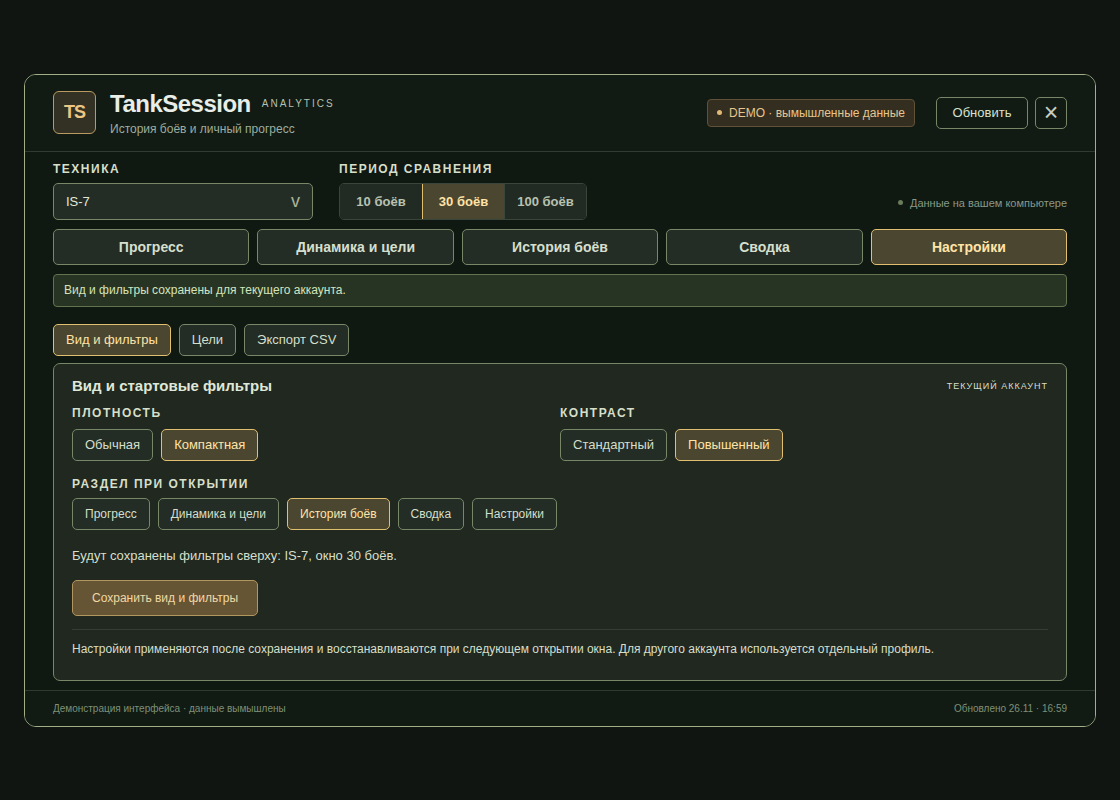 TS
TankSession ANALYTICS
История боёв и личный прогресс
DEMO · вымышленные данные
Обновить
✕
ТЕХНИКА
ПЕРИОД СРАВНЕНИЯ
IS-7 V
10 боёв 30 боёв 100 боёв
Данные на вашем компьютере
Прогресс Динамика и цели История боёв Сводка Настройки
Вид и фильтры сохранены для текущего аккаунта.
Вид и фильтры Цели Экспорт CSV
Вид и стартовые фильтры
ТЕКУЩИЙ АККАУНТ
ПЛОТНОСТЬ
КОНТРАСТ
Обычная Компактная
Стандартный Повышенный
РАЗДЕЛ ПРИ ОТКРЫТИИ
Прогресс Динамика и цели История боёв Сводка Настройки
Будут сохранены фильтры сверху: IS-7, окно 30 боёв.
Сохранить вид и фильтры
Настройки применяются после сохранения и восстанавливаются при следующем открытии окна. Для другого аккаунта используется отдельный профиль.
Демонстрация интерфейса · данные вымышлены
Обновлено 26.11 · 16:59